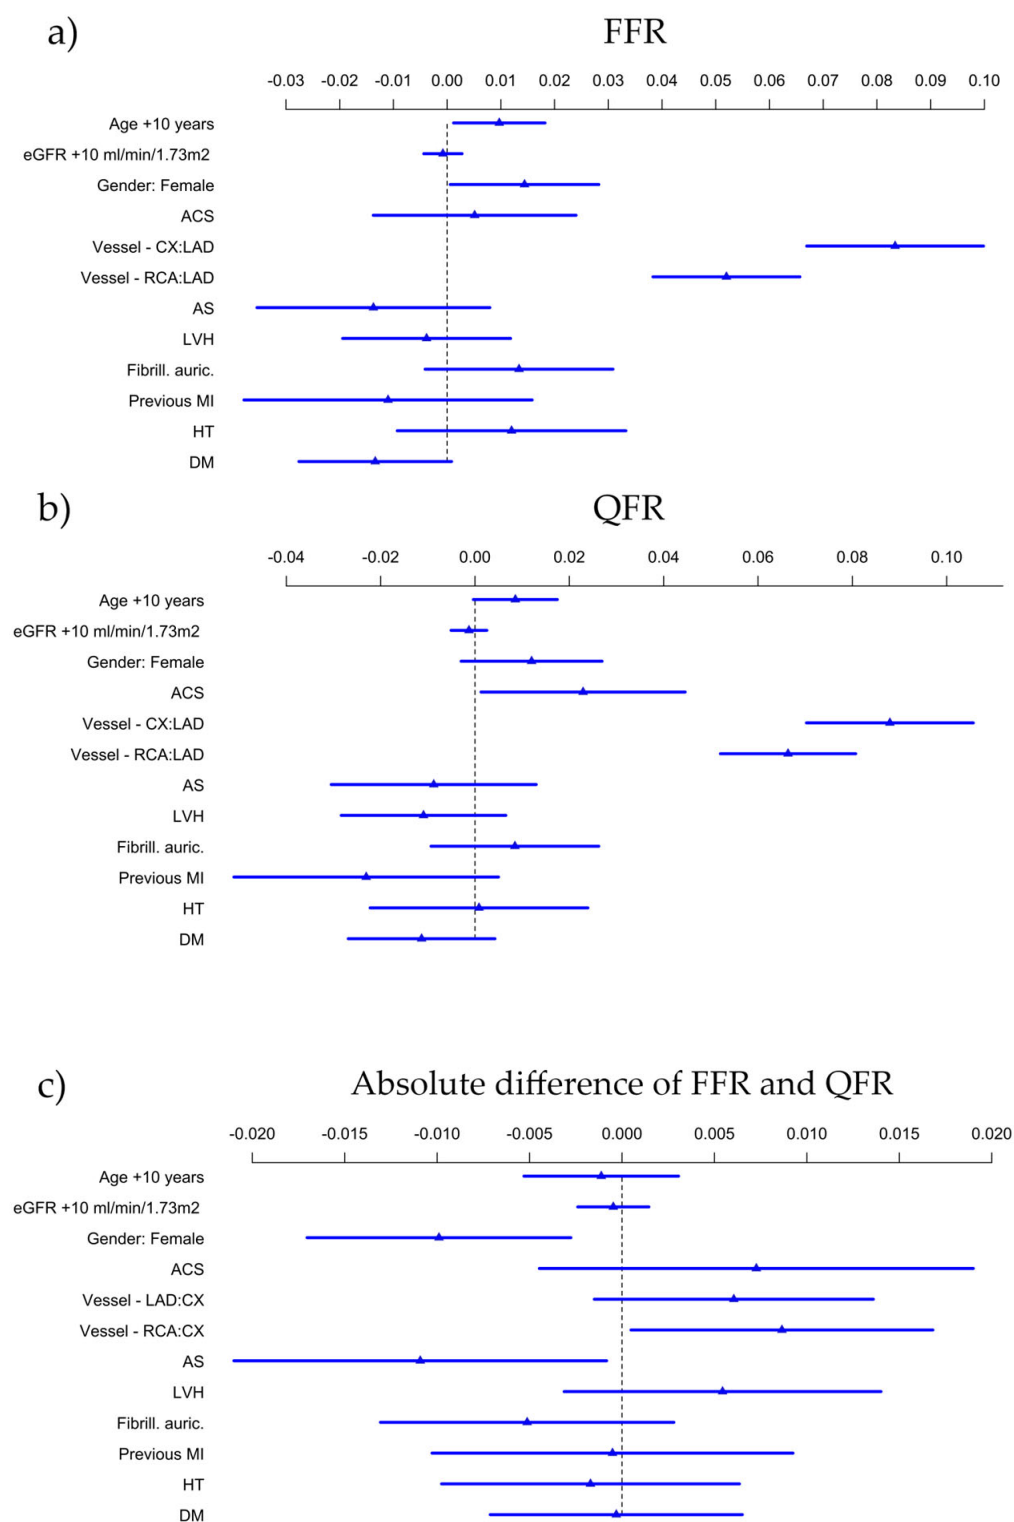 a)
FFR
-0.03 -0.02 -0.01 0.00 0.01 0.02 0.03 0.04 0.05 0.06 0.07 0.08 0.09 0.10
Age +10 years
eGFR +10 ml/min/1.73m2
Gender: Female
ACS
Vessel - CX:LAD
Vessel - RCA:LAD
AS
LVH
Fibrill. auric.
Previous MI
HT
DM
b)
QFR
-0.04 -0.02 0.00 0.02 0.04 0.06 0.08 0.10
Age +10 years
eGFR +10 ml/min/1.73m2
Gender: Female
ACS
Vessel - CX:LAD
Vessel - RCA:LAD
AS
LVH
Fibrill. auric.
Previous MI
HT
DM
c)
Absolute difference of FFR and QFR
-0.020 -0.015 -0.010 -0.005 0.000 0.005 0.010 0.015 0.020
Age +10 years
eGFR +10 ml/min/1.73m2
Gender: Female
ACS
Vessel - LAD:CX
Vessel - RCA:CX
AS
LVH
Fibrill. auric.
Previous MI
HT
DM